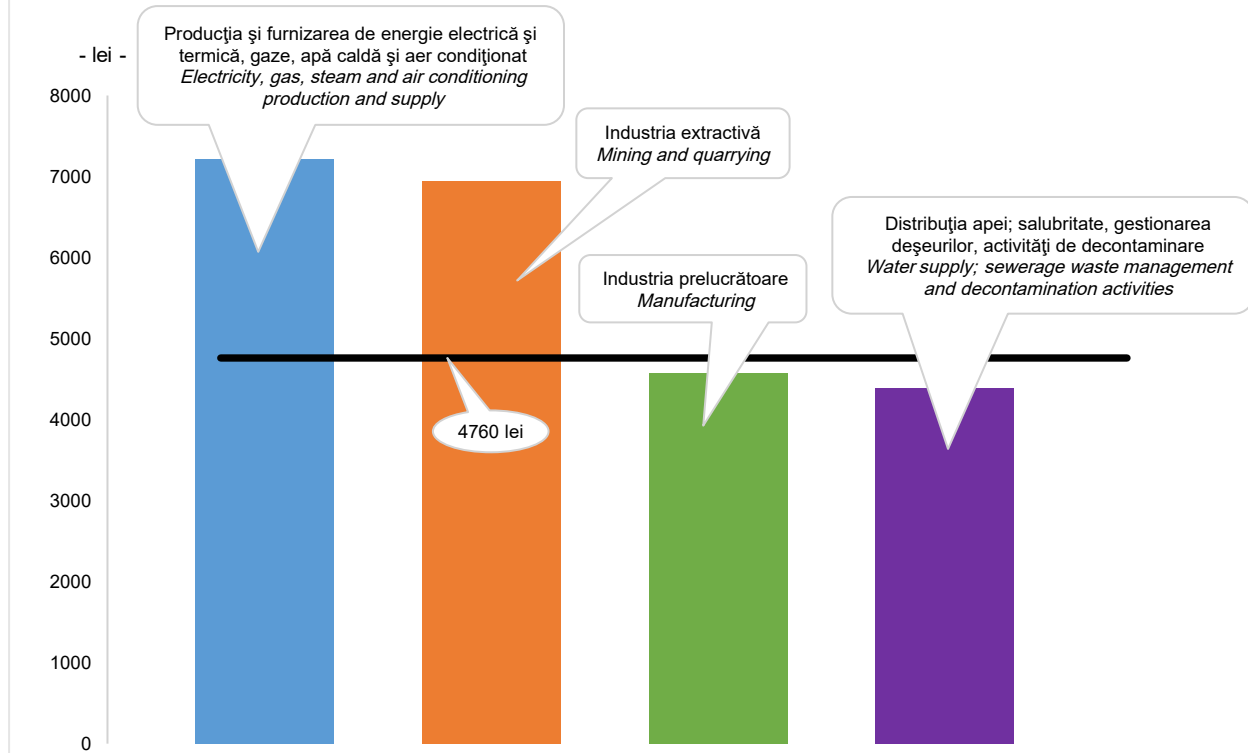 - lei -
Producţia şi furnizarea de energie electrică şi
termică, gaze, apă caldă şi aer condiţionat
Electricity, gas, steam and air conditioning
production and supply
Industria extractivă
Mining and quarrying
Industria prelucrătoare
Manufacturing
Distribuţia apei; salubritate, gestionarea
deşeurilor, activităţi de decontaminare
Water supply; sewerage waste management
and decontamination activities
4760 lei
8000
7000
6000
5000
4000
3000
2000
1000
0